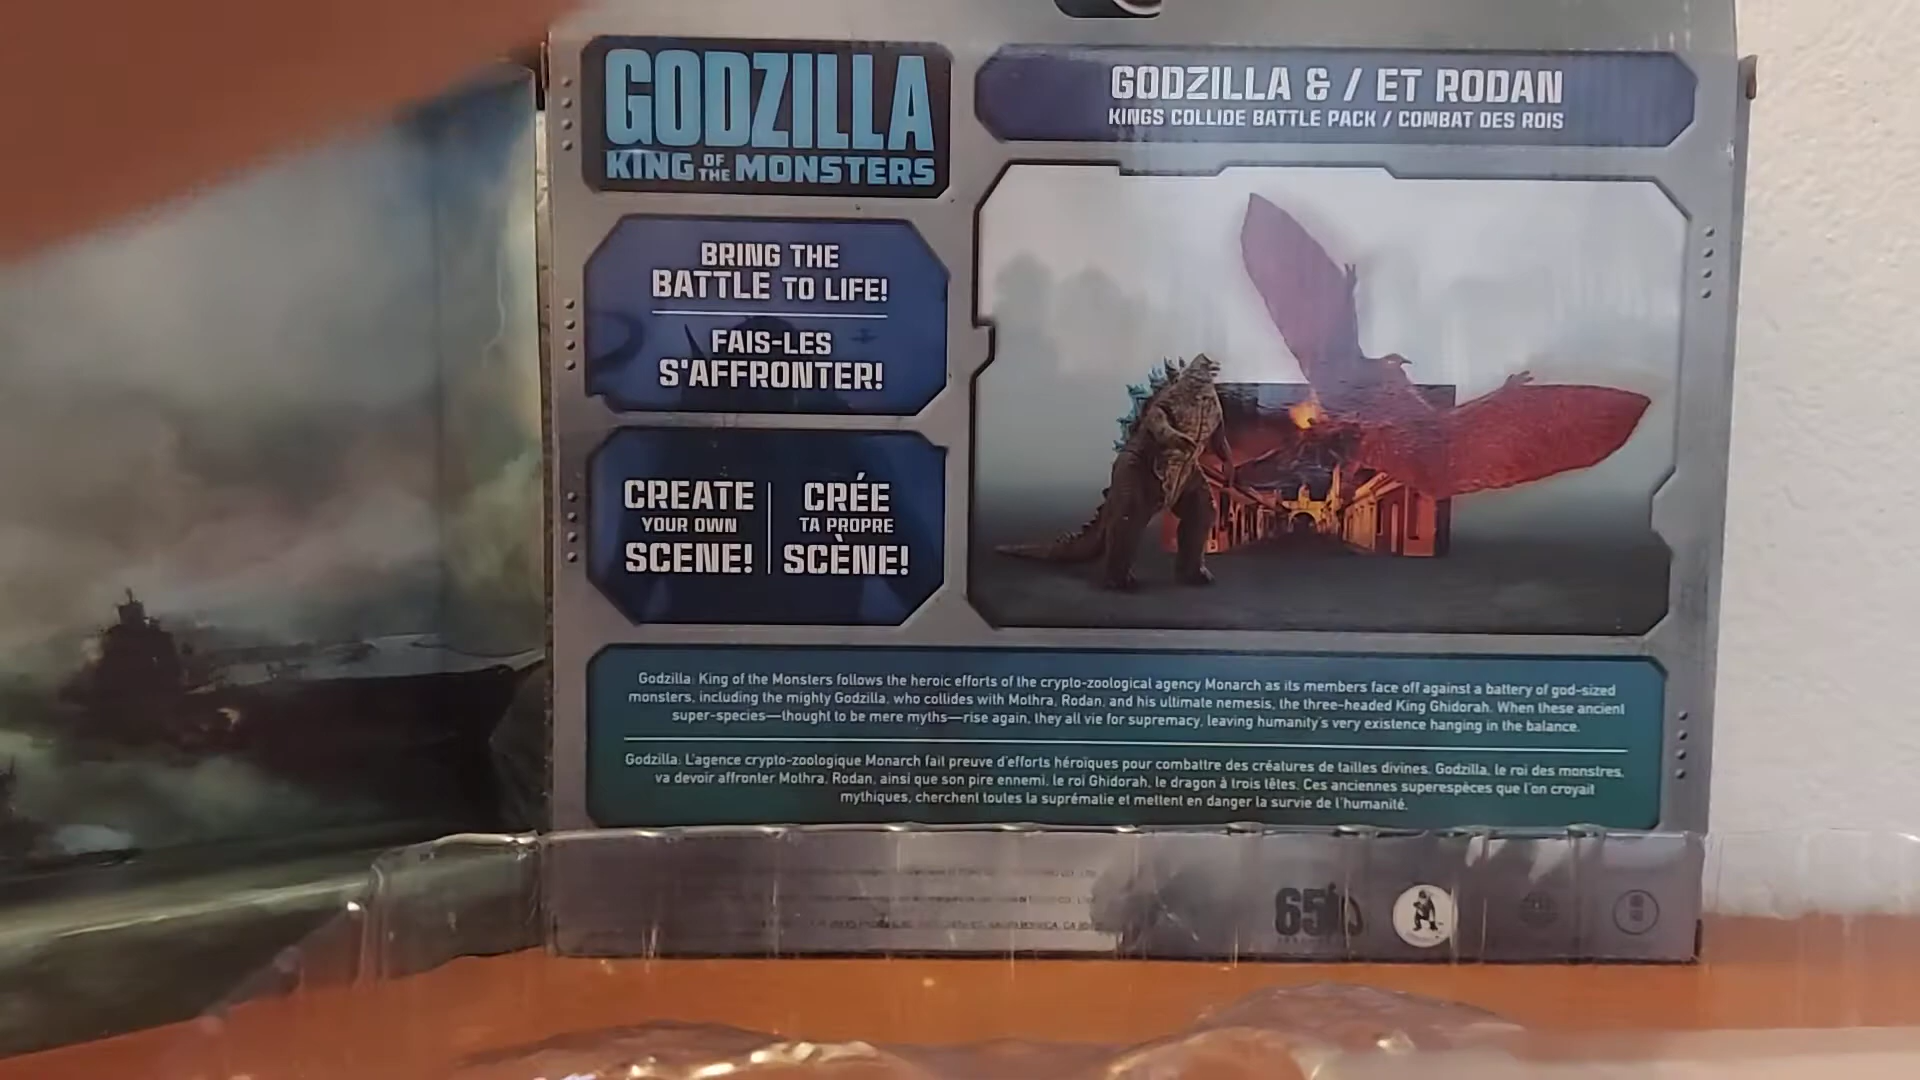 GODZILLA
KING OF THE MONSTERS
GODZILLA & / ET RODAN
KINGS COLLIDE BATTLE PACK / COMBAT DES ROIS
BRING THE
BATTLE TO LIFE!
FAIS-LES
S'AFFRONTER!
CREATE
YOUR OWN
SCENE!
CRÉE
TA PROPRE
SCÈNE!
Godzilla: King of the Monsters follows the heroic efforts of the crypto-zoological agency Monarch as its members face off against a battery of god-sized
monsters, including the mighty Godzilla, who collides with Mothra, Rodan, and his ultimate nemesis, the three-headed King Ghidorah. When these ancient
super-species—thought to be mere myths—rise again, they all vie for supremacy, leaving humanity's very existence hanging in the balance.
Godzilla: L'agence crypto-zoologique Monarch fait preuve d'efforts héroïques pour combattre des créatures de tailles divines. Godzilla, le roi des monstres,
va devoir affronter Mothra, Rodan, ainsi que son pire ennemi, le roi Ghidorah, le dragon à trois têtes. Ces anciennes superespèces que l'on croyait
mythiques, cherchent toutes la suprématie et mettent en danger la survie de l'humanité.
65